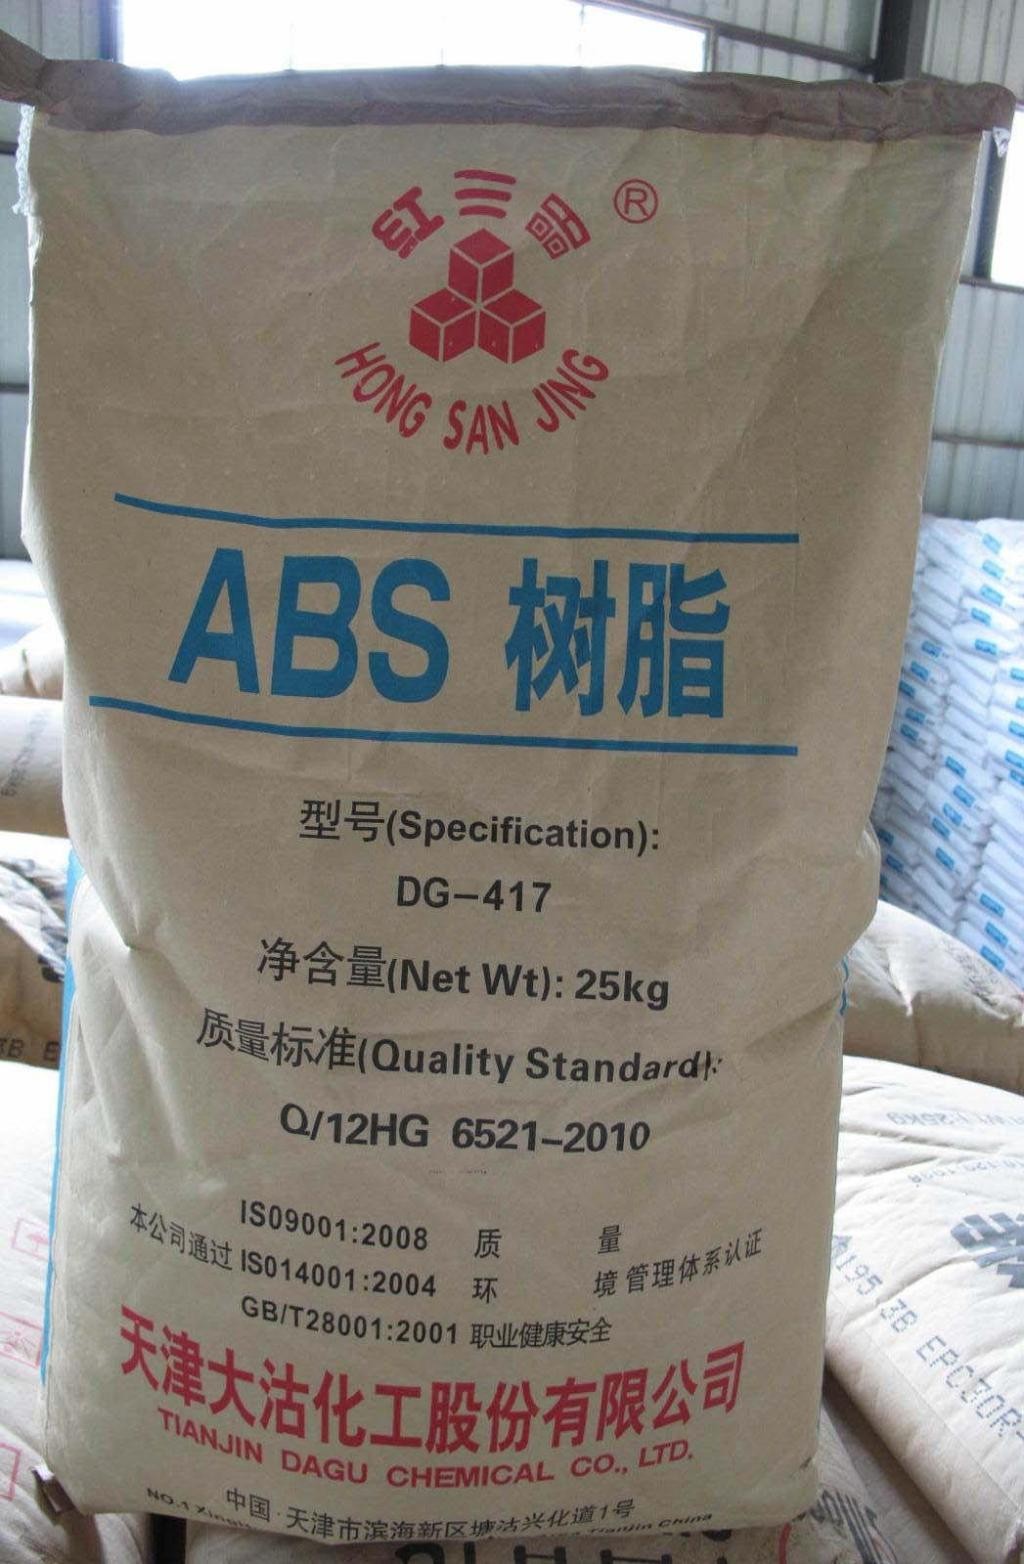 红三晶 ®
HONG SAN JING
ABS 树脂
型号(Specification):
DG-417
净含量(Net Wt): 25kg
质量标准(Quality Standard):
Q/12HG 6521-2010
本公司通过
ISO9001:2008 质 量
ISO14001:2004 环 境 管理体系认证
GB/T28001:2001 职业健康安全
天津大沽化工股份有限公司
TIANJIN DAGU CHEMICAL CO., LTD.
中国·天津市滨海新区塘沽兴化道1号
NO.1 Tianjin China